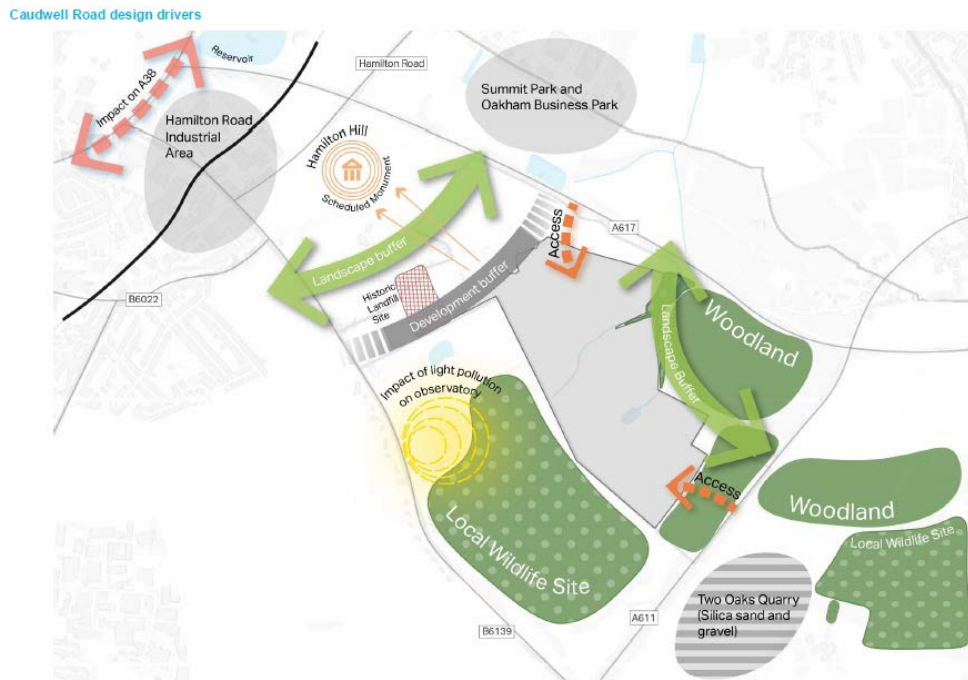 Caudwell Road design drivers
Reservoir
Impact on A38
Hamilton Road
Hamilton Road
Industrial
Area
Summit Park and
Oakham Business Park
Hamilton Hill
Scheduled Monument
Landscape buffer
Access
A617
B6022
Historic
Landfill
Site
Development buffer
Woodland
Landscape Buffer
Impact of light pollution
on observatory
Access
Woodland
Local Wildlife Site
Local Wildlife Site
Two Oaks Quarry
(Silica sand and
gravel)
A611
B6139